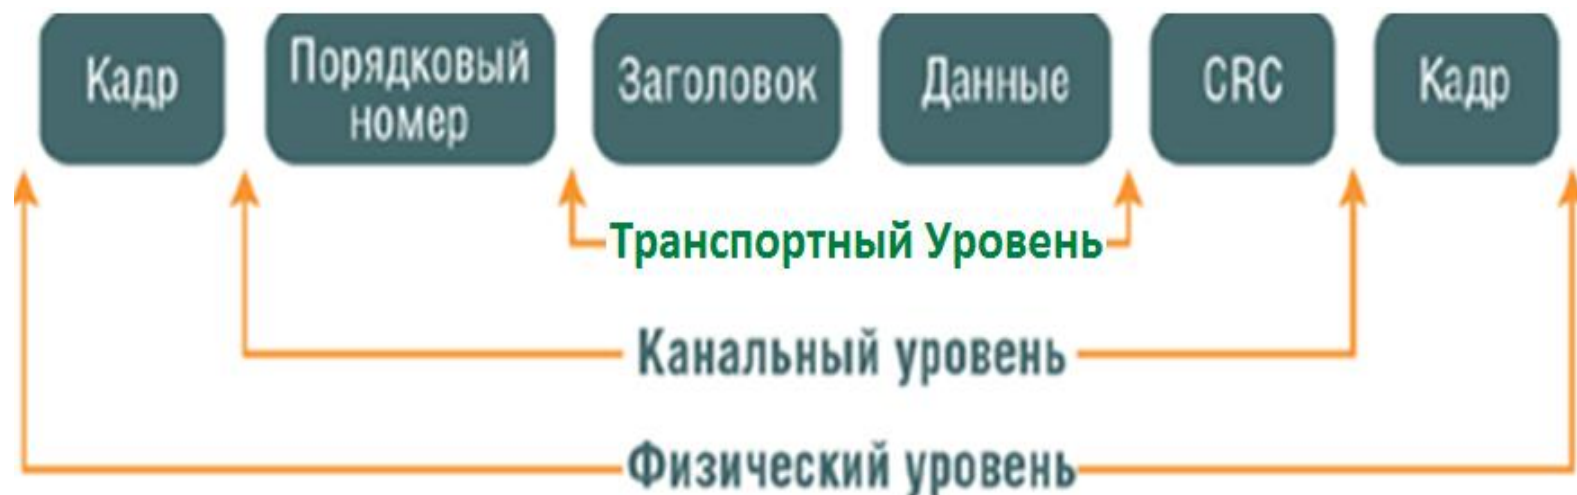 Кадр
Порядковый
номер
Заголовок
Данные
CRC
Кадр
Транспортный Уровень
Канальный уровень
Физический уровень